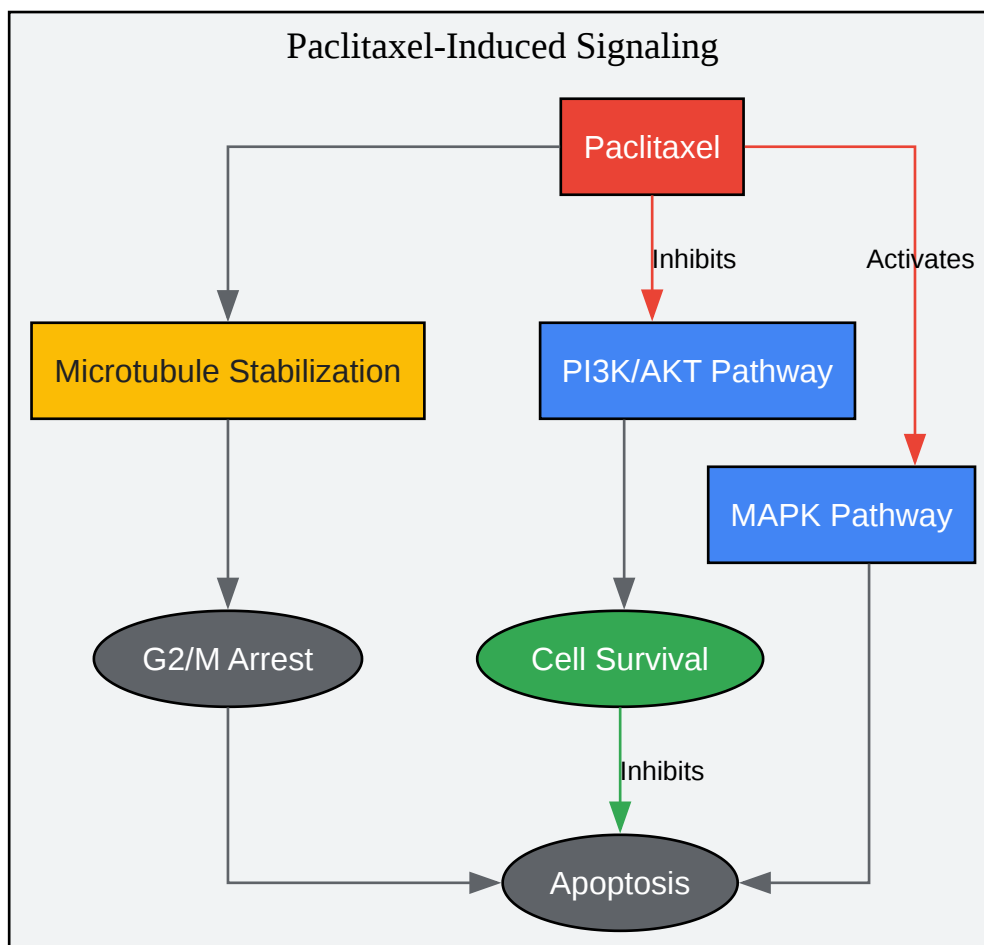 Paclitaxel-Induced Signaling
Paclitaxel
Inhibits
Activates
Microtubule Stabilization
PI3K/AKT Pathway
MAPK Pathway
G2/M Arrest
Cell Survival
Inhibits
Apoptosis